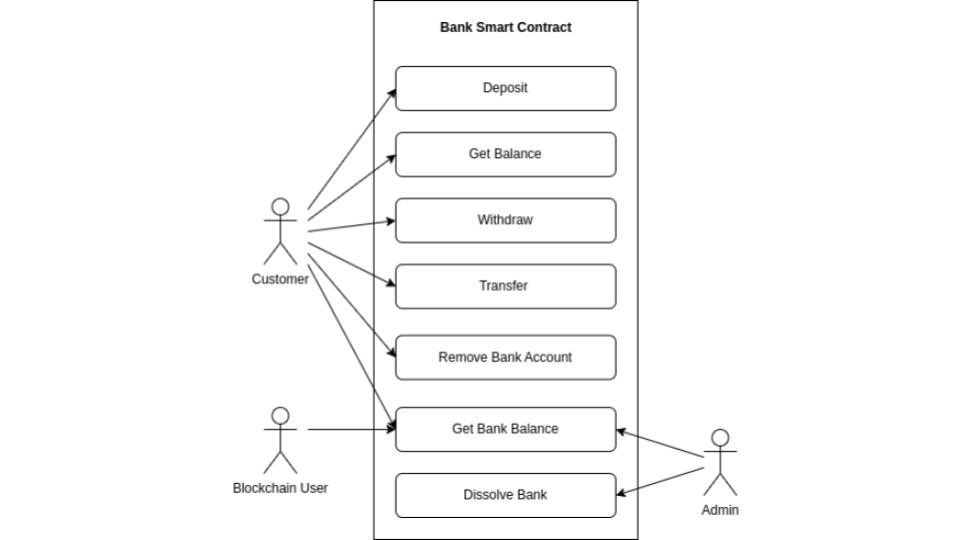 Bank Smart Contract
Deposit
Get Balance
Withdraw
Transfer
Customer
Remove Bank Account
Get Bank Balance
Blockchain User
Dissolve Bank
Admin